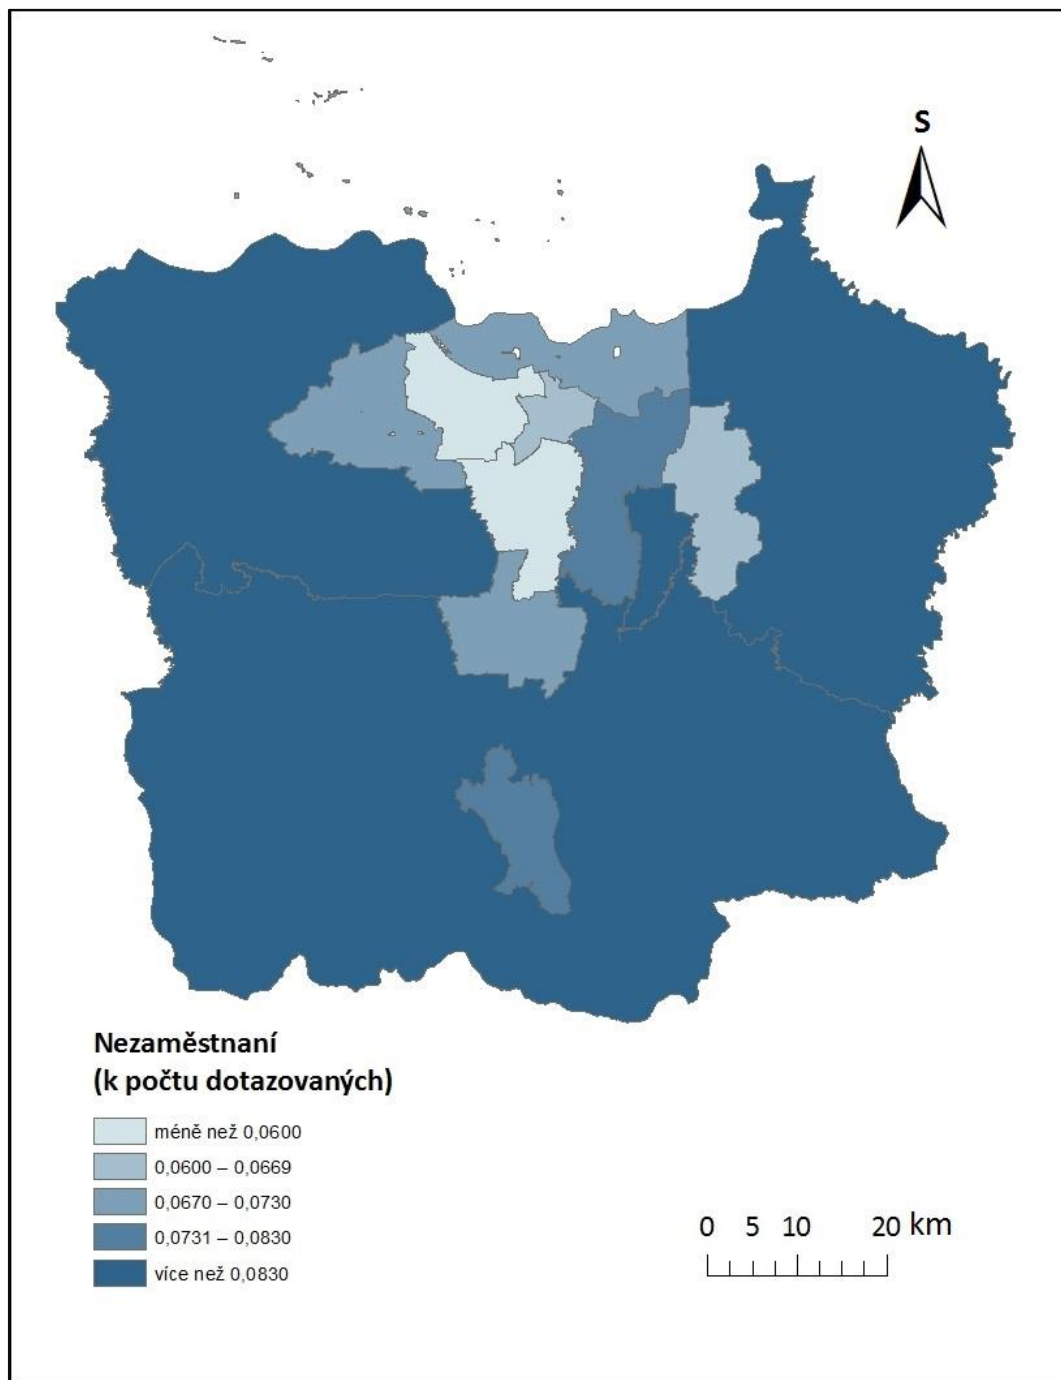 S
Nezaměstnaní
(k počtu dotazovaných)
méně než 0,0600
0,0600 – 0,0669
0,0670 – 0,0730
0,0731 – 0,0830
více než 0,0830
0 5 10 20 km